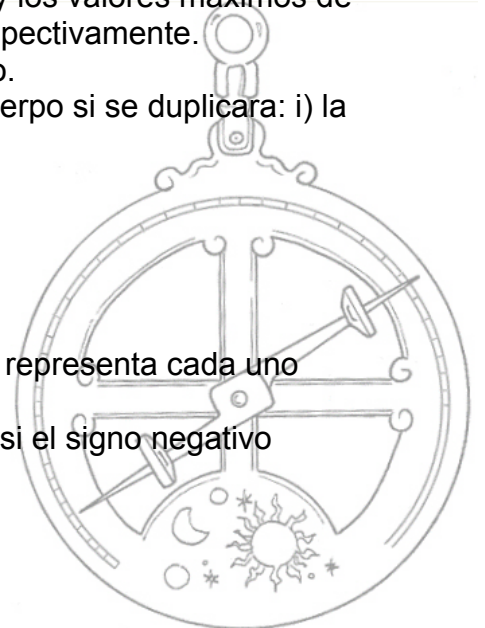 y los valores máximos de
pectivamente.
o.
erpo si se duplicara: i) la
representa cada uno
si el signo negativo